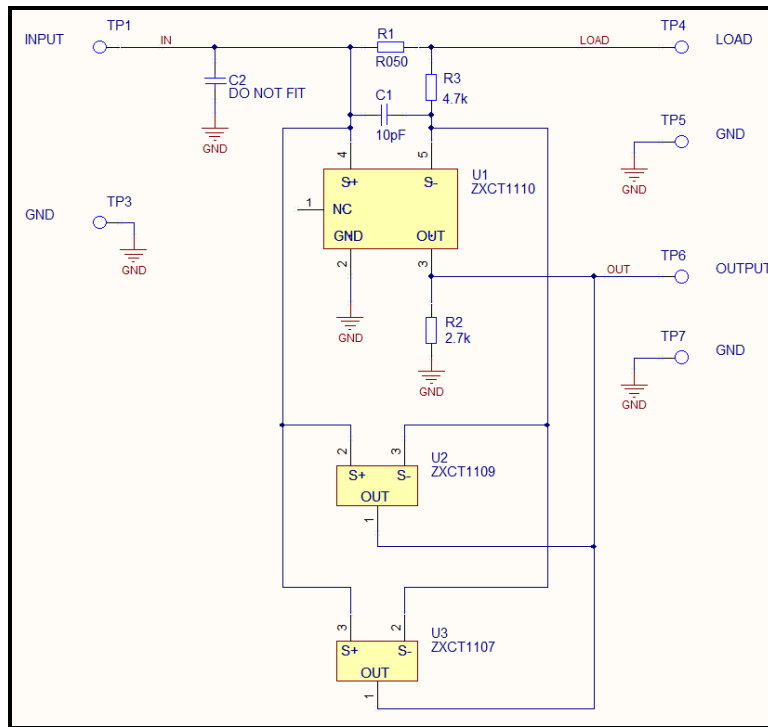 INPUT
TP1
IN
R1
R050
LOAD
TP4
LOAD
C2
DO NOT FIT
GND
R3
4.7k
C1
10pF
TP5
GND
GND
4
5
S+
S-
U1
ZXCT1110
1
NC
GND
OUT
2
3
GND
TP3
GND
GND
OUT
TP6
OUTPUT
R2
2.7k
GND
TP7
GND
GND
2
3
U2
ZXCT1109
S+
S-
OUT
1
3
2
U3
ZXCT1107
S+
S-
OUT
1